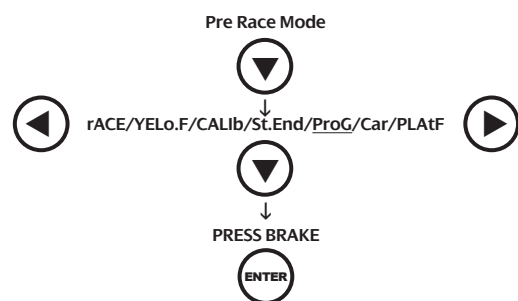 Pre Race Mode
rACE/YELo.F/CALIb/St.End/ProG/Car/PLAtF
PRESS BRAKE
ENTER